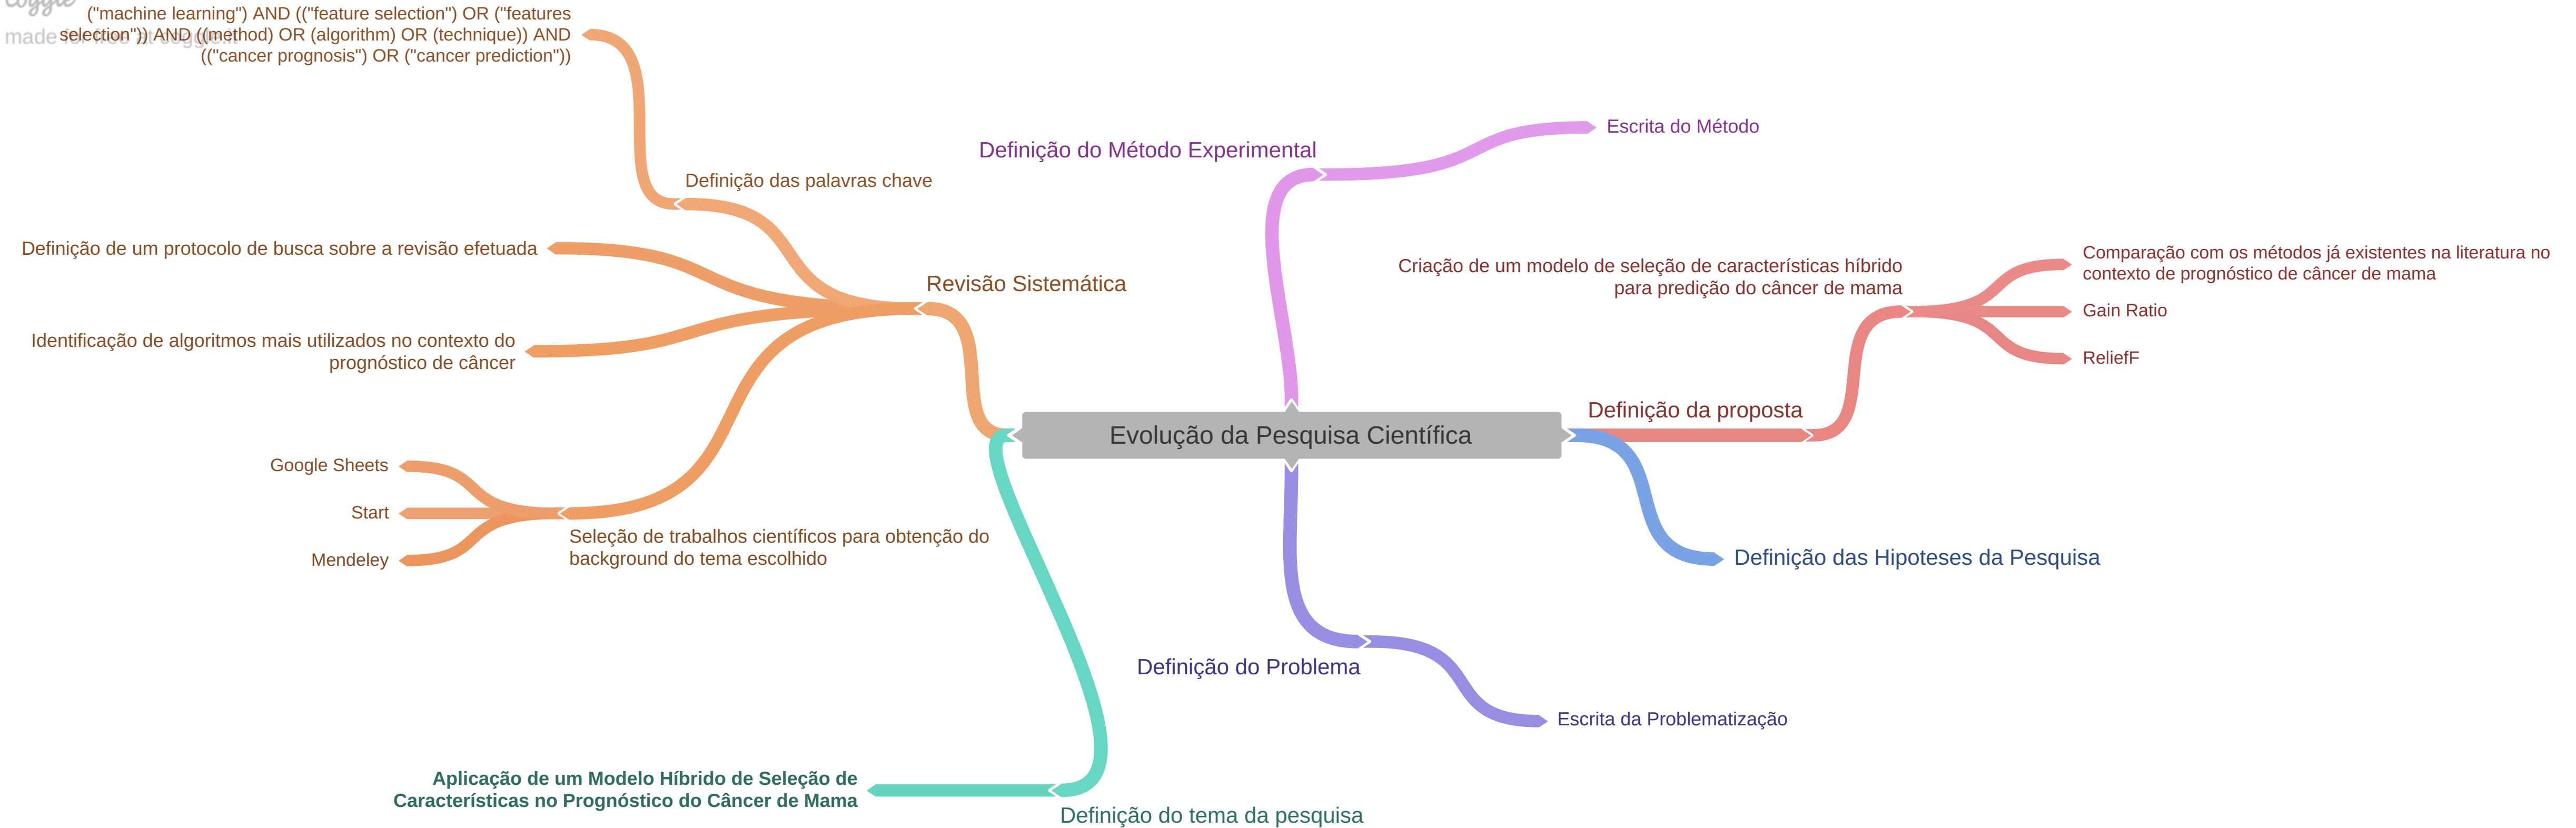 Coggle
made for free at coggle.it
("machine learning") AND (("feature selection") OR ("features
selection")) AND ((method) OR (algorithm) OR (technique)) AND
(("cancer prognosis") OR ("cancer prediction"))
Definição das palavras chave
Definição de um protocolo de busca sobre a revisão efetuada
Identificação de algoritmos mais utilizados no contexto do
prognóstico de câncer
Revisão Sistemática
Google Sheets
Start
Mendeley
Seleção de trabalhos científicos para obtenção do
background do tema escolhido
Definição do Método Experimental
Escrita do Método
Criação de um modelo de seleção de características híbrido
para predição do câncer de mama
Comparação com os métodos já existentes na literatura no
contexto de prognóstico de câncer de mama
Gain Ratio
ReliefF
Definição da proposta
Evolução da Pesquisa Científica
Definição das Hipoteses da Pesquisa
Definição do Problema
Escrita da Problematização
Aplicação de um Modelo Híbrido de Seleção de
Características no Prognóstico do Câncer de Mama
Definição do tema da pesquisa